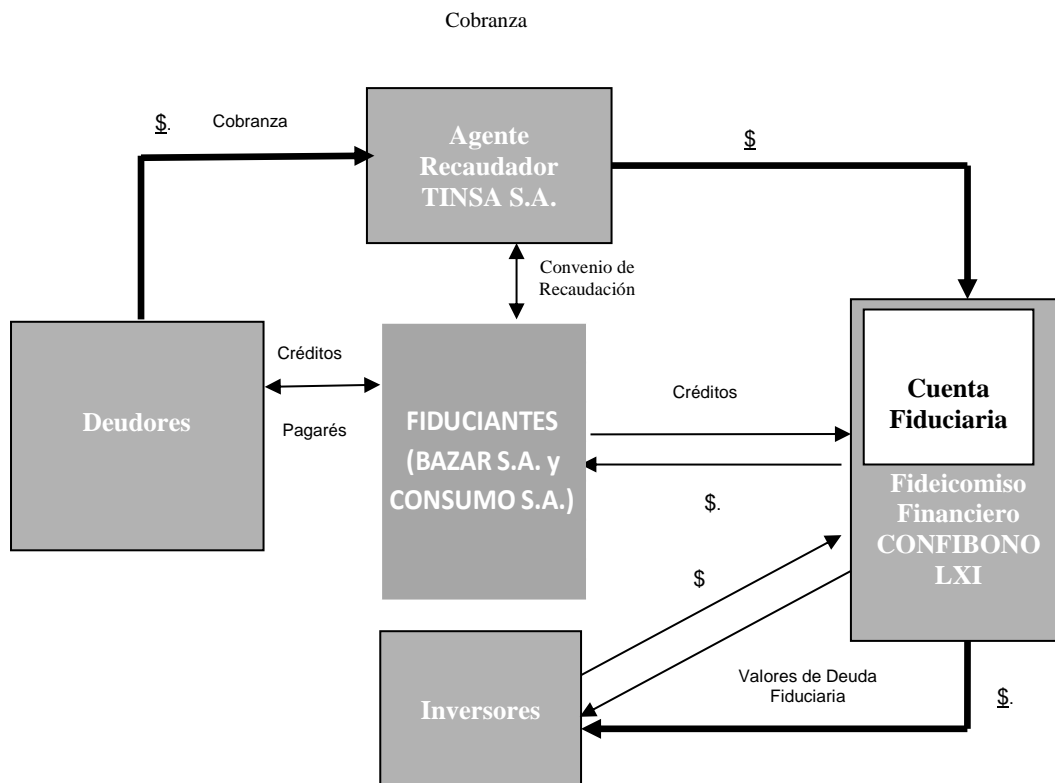 Cobranza
$. Cobranza
Agente
Recaudador
TINSA S.A.
$
Convenio de
Recaudación
Deudores
Créditos
Pagarés
FIDUCIANTES
(BAZAR S.A. y
CONSUMO S.A.)
Créditos
$.
Cuenta
Fiduciaria
Fideicomiso
Financiero
CONFIBONO
LXI
$
Valores de Deuda
Fiduciaria
$.
Inversores